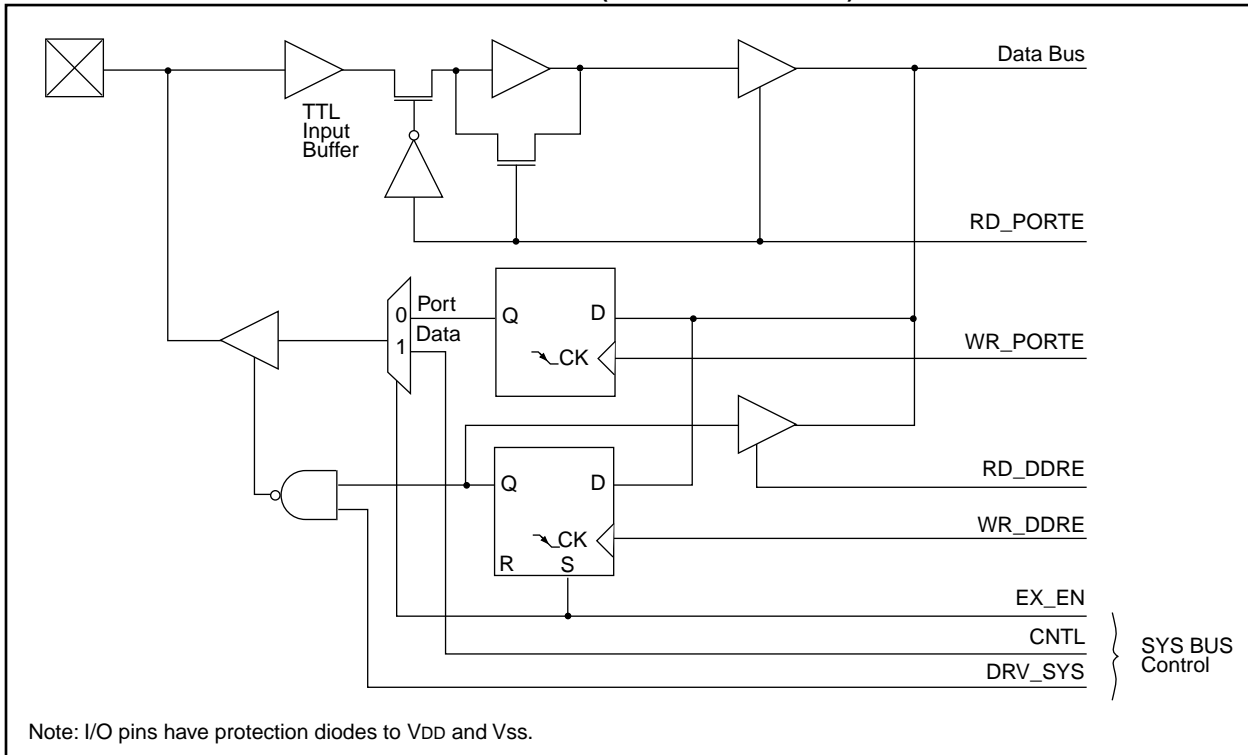 Data Bus
TTL
Input
Buffer
RD_PORTE
0
Port
Q
D
Data
1
CK
WR_PORTE
RD_DDRE
Q
D
WR_DDRE
CK
R
S
EX_EN
CNTL
SYS BUS
Control
DRV_SYS
Note: I/O pins have protection diodes to VDD and Vss.